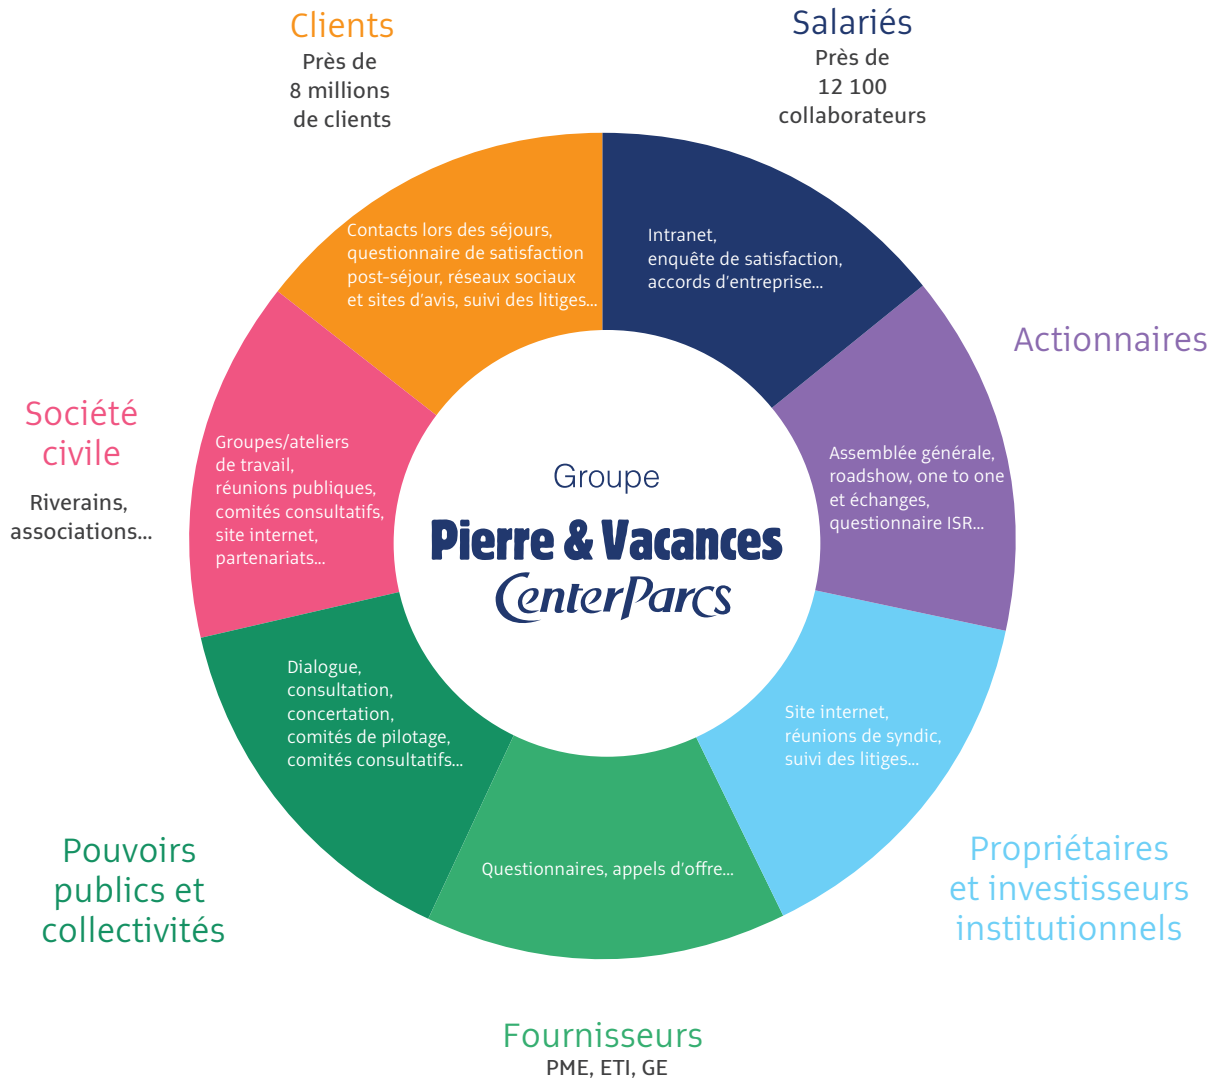 Clients
Près de
8 millions
de clients
Salariés
Près de
12 100
collaborateurs
Contacts lors des séjours,
questionnaire de satisfaction
post-séjour, réseaux sociaux
et sites d'avis, suivi des litiges...
Intranet,
enquête de satisfaction,
accords d'entreprise...
Actionnaires
Assemblée générale,
roadshow, one to one
et échanges,
questionnaire ISR...
Société
civile
Riverains,
associations...
Groupes/ateliers
de travail,
réunions publiques,
comités consultatifs,
site internet,
partenariats...
Groupe
Pierre & Vacances
CenterParcs
Dialogue,
consultation,
concertation,
comités de pilotage,
comités consultatifs...
Site internet,
réunions de syndic,
suivi des litiges...
Pouvoirs
publics et
collectivités
Questionnaires, appels d'offre...
Propriétaires
et investisseurs
institutionnels
Fournisseurs
PME, ETI, GE